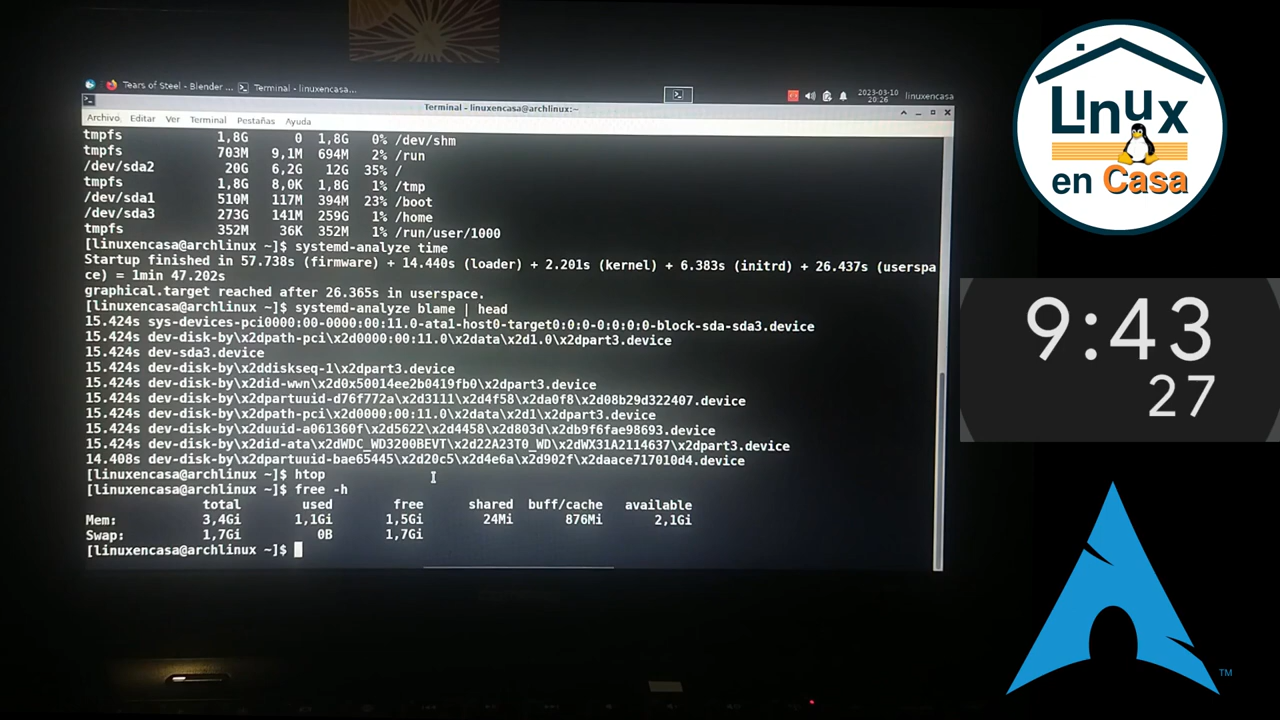 Tears of Steel - Blender ... Terminal - linuxencasa...
2023-03-10
20:26
linuxencasa
Terminal - linuxencasa@archlinux:~
Archivo Editar Ver Terminal Pestañas Ayuda
tmpfs 1,8G 0 1,8G 0% /dev/shm
tmpfs 703M 9,1M 694M 2% /run
/dev/sda2 20G 6,2G 12G 35% /
tmpfs 1,8G 8,0K 1,8G 1% /tmp
/dev/sda1 510M 117M 394M 23% /boot
/dev/sda3 273G 141M 259G 1% /home
tmpfs 352M 36K 352M 1% /run/user/1000
[linuxencasa@archlinux ~]$ systemd-analyze time
Startup finished in 57.738s (firmware) + 14.440s (loader) + 2.201s (kernel) + 6.383s (initrd) + 26.437s (userspa
ce) = 1min 47.202s
graphical.target reached after 26.365s in userspace.
[linuxencasa@archlinux ~]$ systemd-analyze blame | head
15.424s sys-devices-pci0000:00-0000:00:11.0-ata1-host0-target0:0:0-0:0:0:0-block-sda-sda3.device
15.424s dev-disk-by\x2dpath-pci\x2d0000:00:11.0\x2data\x2d1.0\x2dpart3.device
15.424s dev-sda3.device
15.424s dev-disk-by\x2ddiskseq-1\x2dpart3.device
15.424s dev-disk-by\x2did-wwn\x2d0x50014ee2b0419fb0\x2dpart3.device
15.424s dev-disk-by\x2dpartuuid-d76f772a\x2d3111\x2d4f58\x2da0f8\x2d08b29d322407.device
15.424s dev-disk-by\x2dpath-pci\x2d0000:00:11.0\x2data\x2d1\x2dpart3.device
15.424s dev-disk-by\x2duuid-a061360f\x2d5622\x2d4458\x2d803d\x2db9f6fae98693.device
15.424s dev-disk-by\x2did-ata\x2dWDC_WD3200BEVT\x2d22A23T0_WD\x2dWX31A2114637\x2dpart3.device
14.408s dev-disk-by\x2dpartuuid-bae65445\x2d20c5\x2d4e6a\x2d902f\x2daace717010d4.device
[linuxencasa@archlinux ~]$ htop
[linuxencasa@archlinux ~]$ free -h
total used free shared buff/cache available
Mem: 3,4Gi 1,1Gi 1,5Gi 24Mi 876Mi 2,1Gi
Swap: 1,7Gi 0B 1,7Gi
[linuxencasa@archlinux ~]$
Linux
en Casa
9:43
27
TM